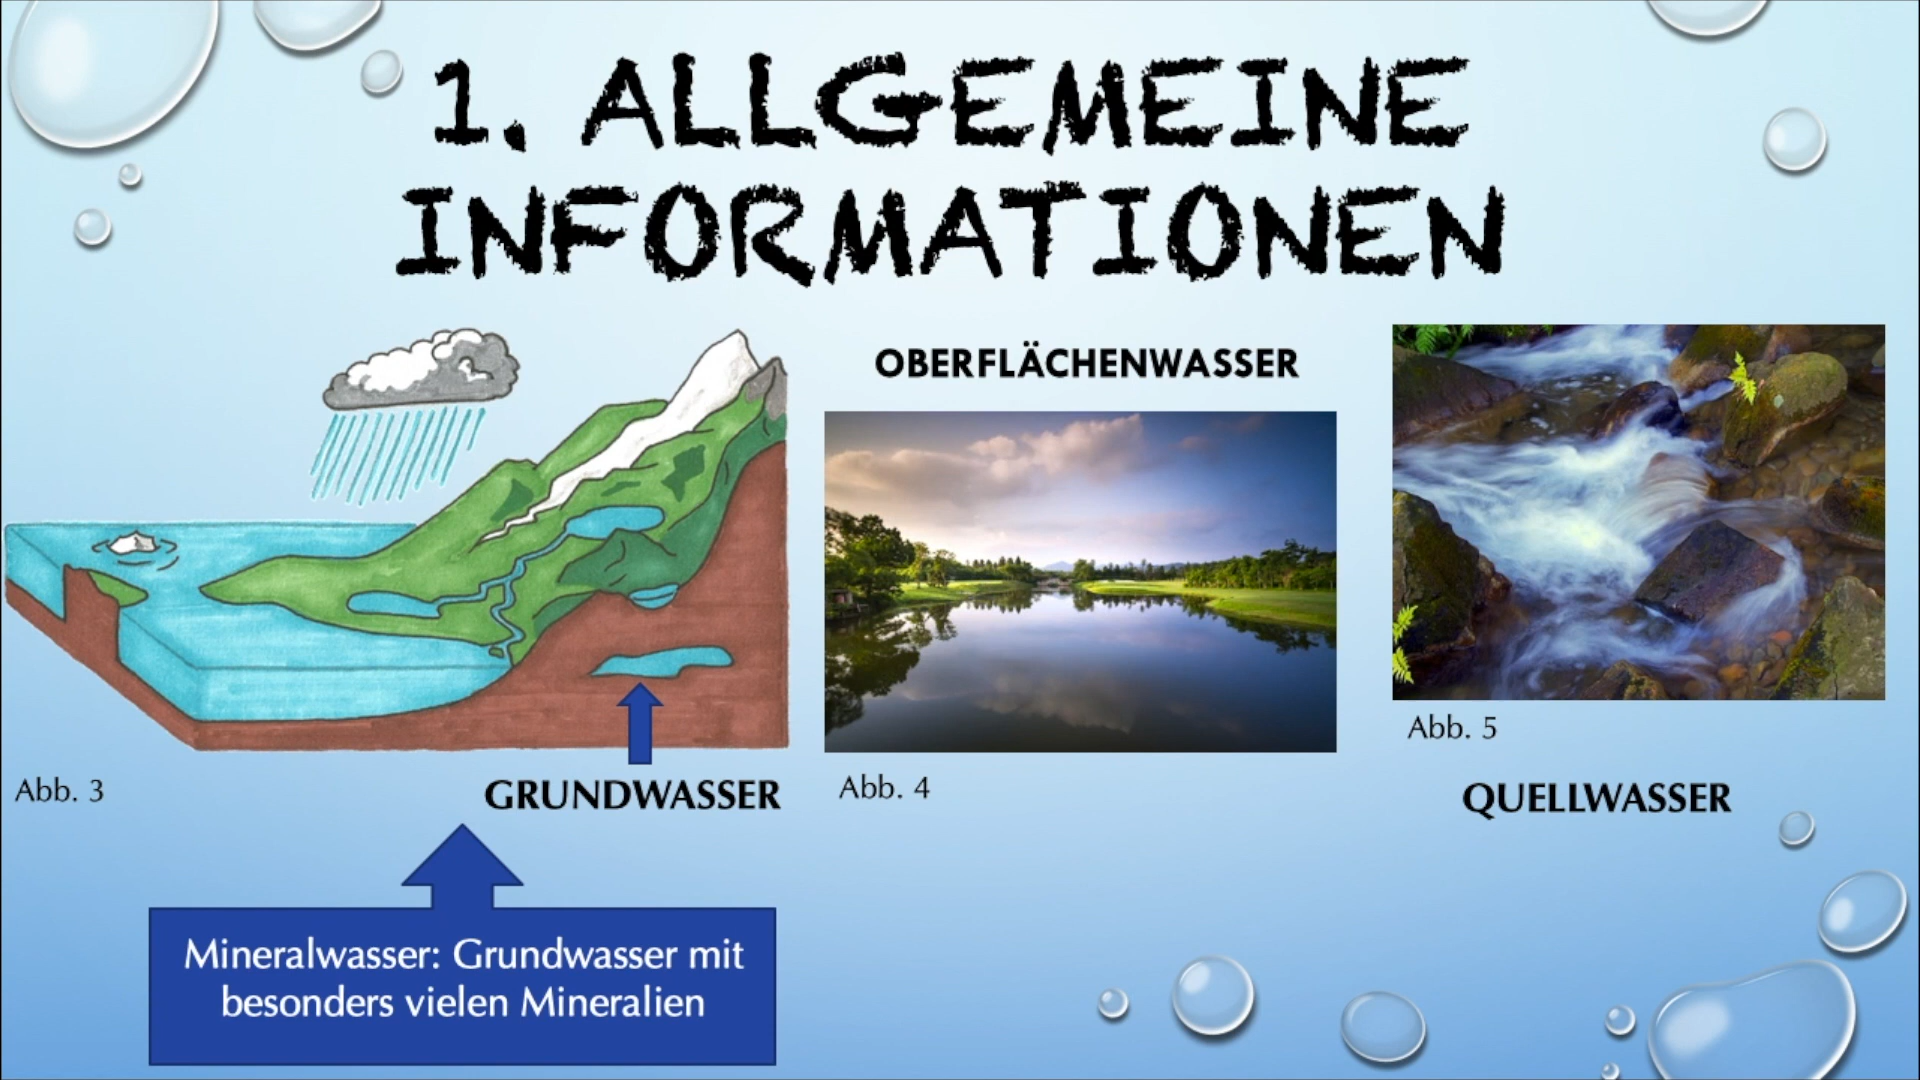 1. ALLGEMEINE
INFORMATIONEN
OBERFLÄCHENWASSER
Abb. 3
GRUNDWASSER
Abb. 4
Abb. 5
QUELLWASSER
Mineralwasser: Grundwasser mit
besonders vielen Mineralien